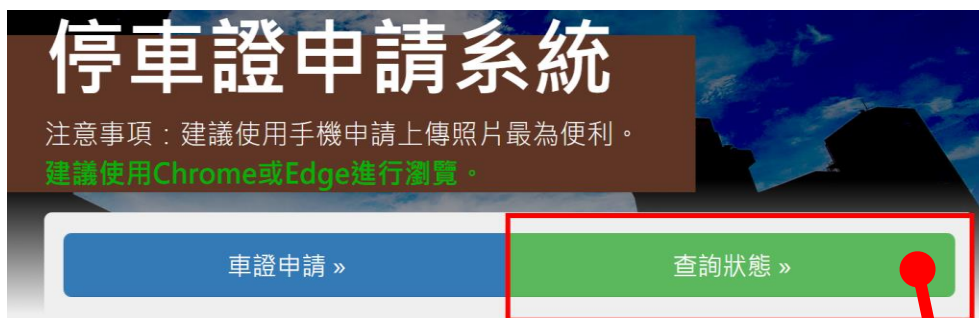 停車證申請系統
注意事項：建議使用手機申請上傳照片最為便利。
建議使用Chrome或Edge進行瀏覽。
車證申請 »
查詢狀態 »